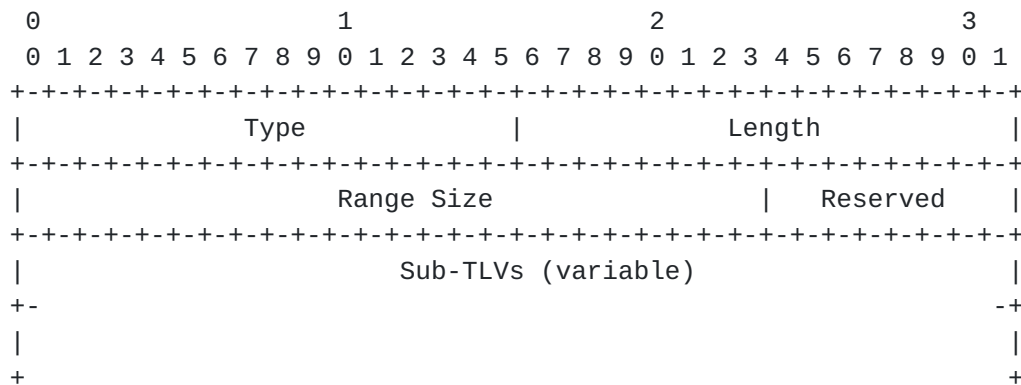 0                   1                   2                   3
 0 1 2 3 4 5 6 7 8 9 0 1 2 3 4 5 6 7 8 9 0 1 2 3 4 5 6 7 8 9 0 1
+-+-+-+-+-+-+-+-+-+-+-+-+-+-+-+-+-+-+-+-+-+-+-+-+-+-+-+-+-+-+-+-+
|              Type             |             Length            |
+-+-+-+-+-+-+-+-+-+-+-+-+-+-+-+-+-+-+-+-+-+-+-+-+-+-+-+-+-+-+-+-+
|                    Range Size                 |   Reserved    |
+-+-+-+-+-+-+-+-+-+-+-+-+-+-+-+-+-+-+-+-+-+-+-+-+-+-+-+-+-+-+-+-+
|                        Sub-TLVs (variable)                    |
+-                                                             -+
|                                                               |
+                                                               +